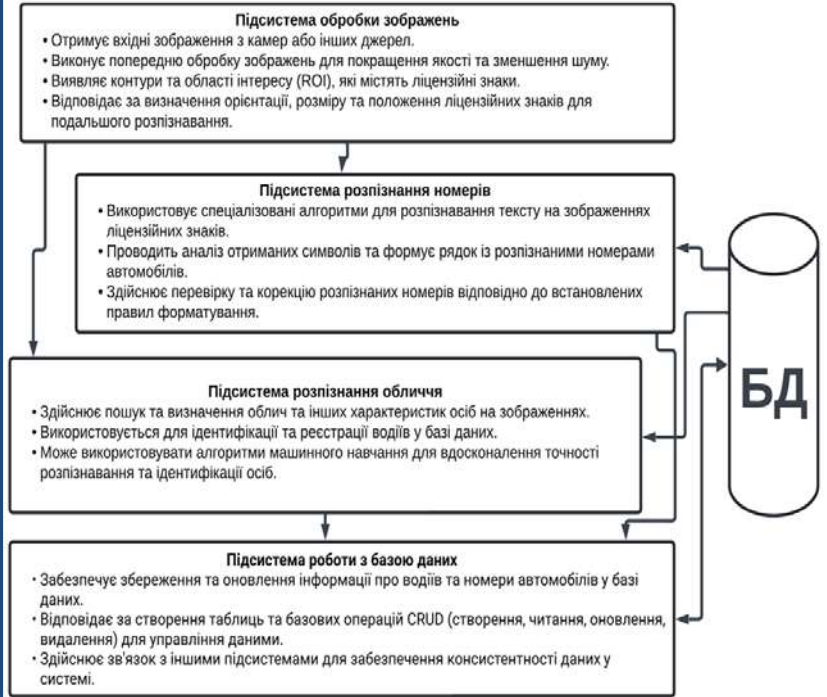 Підсистема обробки зображень
• Отримує вхідні зображення з камер або інших джерел.
• Виконує попередню обробку зображень для покращення якості та зменшення шуму.
• Виявляє контури та області інтересу (ROI), які містять ліцензійні знаки.
• Відповідає за визначення орієнтації, розміру та положення ліцензійних знаків для
подальшого розпізнавання.
Підсистема розпізнання номерів
• Використовує спеціалізовані алгоритми для розпізнавання тексту на зображеннях
ліцензійних знаків.
• Проводить аналіз отриманих символів та формує рядок із розпізнаними номерами
автомобілів.
• Здійснює перевірку та корекцію розпізнаних номерів відповідно до встановлених
правил форматування.
БД
Підсистема розпізнання обличчя
• Здійснює пошук та визначення облич та інших характеристик осіб на зображеннях.
• Використовується для ідентифікації та реєстрації водіїв у базі даних.
• Може використовувати алгоритми машинного навчання для вдосконалення точності
розпізнавання та ідентифікації осіб.
Підсистема роботи з базою даних
· Забезпечує збереження та оновлення інформації про водіїв та номери автомобілів у базі
даних.
· Відповідає за створення таблиць та базових операцій CRUD (створення, читання, оновлення,
видалення) для управління даними.
· Здійснює зв'язок з іншими підсистемами для забезпечення консистентності даних у
системі.